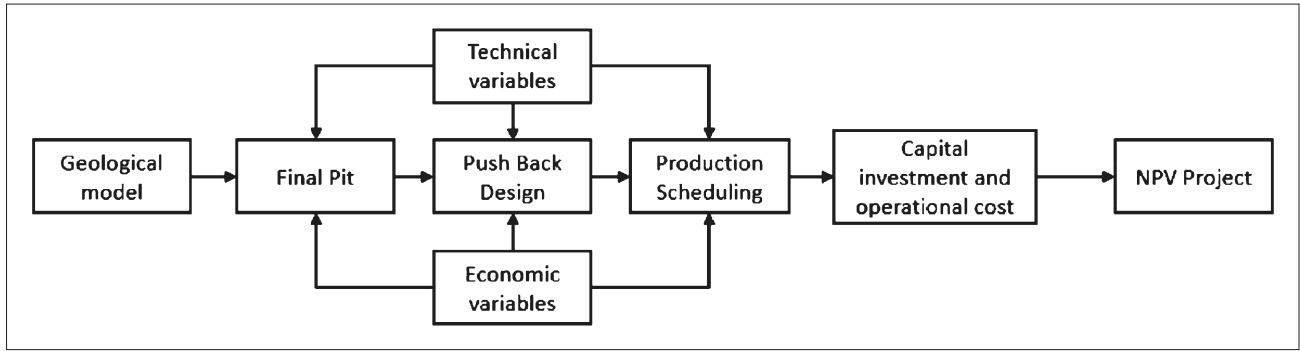 Technical
variables
Geological
model
Final Pit
Push Back
Design
Production
Scheduling
Capital
investment and
operational cost
NPV Project
Economic
variables